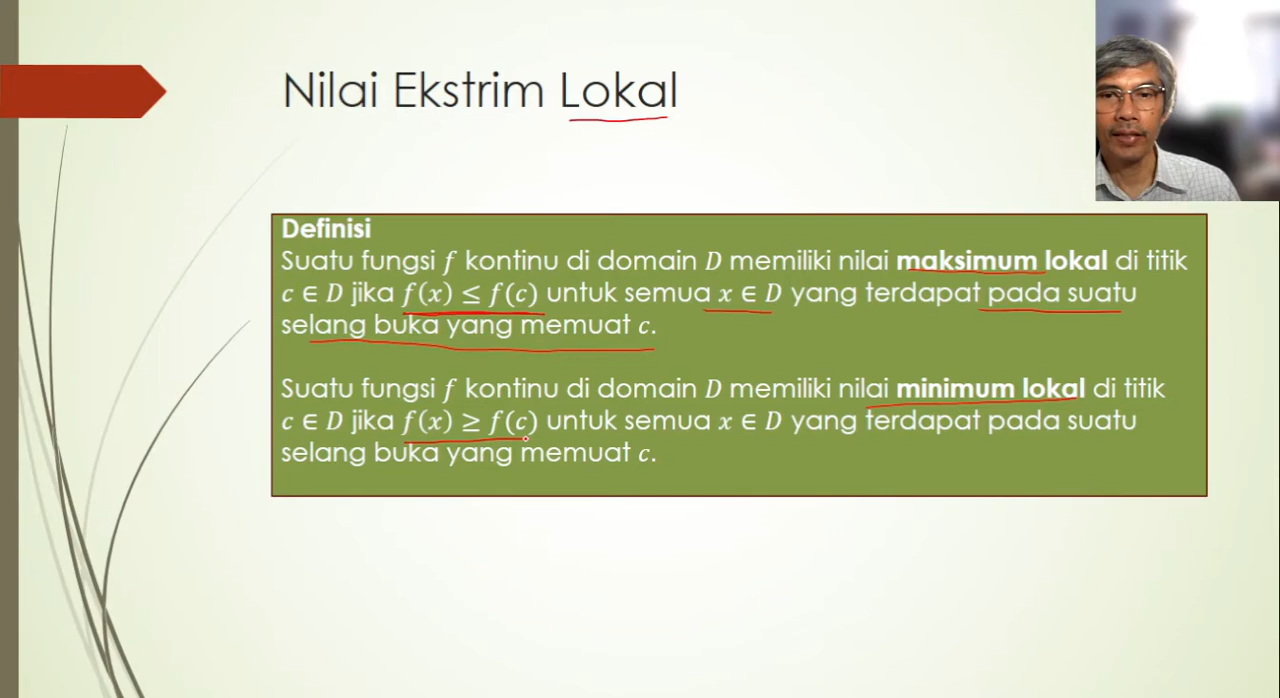 Nilai Ekstrim Lokal
Definisi
Suatu fungsi f kontinu di domain D memiliki nilai maksimum lokal di titik
c ∈ D jika f(x) ≤ f(c) untuk semua x ∈ D yang terdapat pada suatu
selang buka yang memuat c.
Suatu fungsi f kontinu di domain D memiliki nilai minimum lokal di titik
c ∈ D jika f(x) ≥ f(c) untuk semua x ∈ D yang terdapat pada suatu
selang buka yang memuat c.